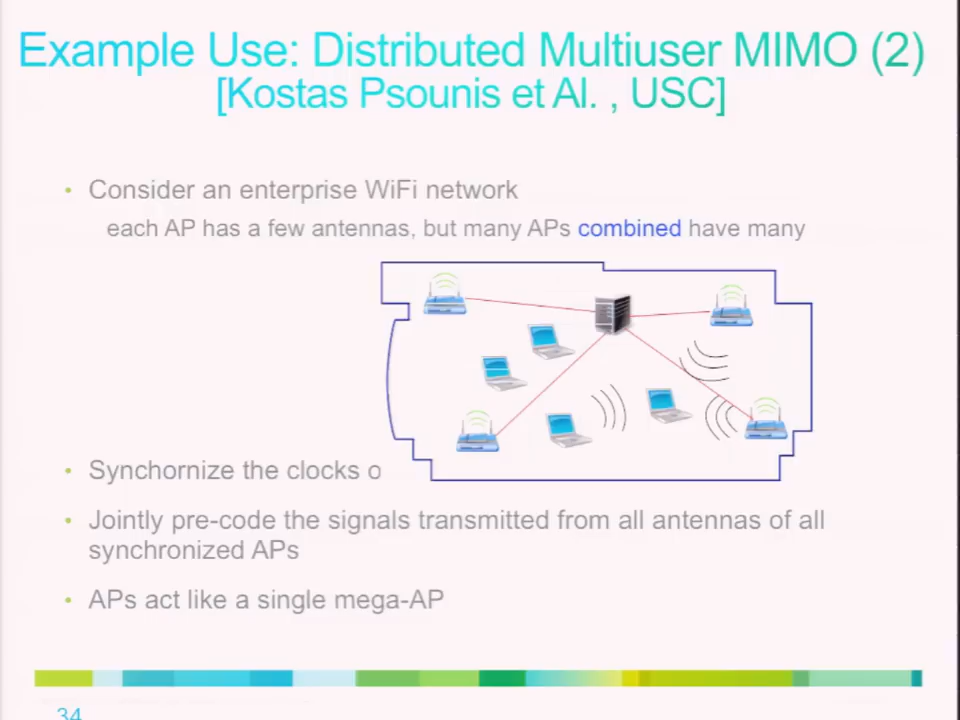 Example Use: Distributed Multiuser MIMO (2)
[Kostas Psounis et Al. , USC]
• Consider an enterprise WiFi network
each AP has a few antennas, but many APs combined have many
• Synchornize the clocks o
• Jointly pre-code the signals transmitted from all antennas of all
synchronized APs
• APs act like a single mega-AP
34